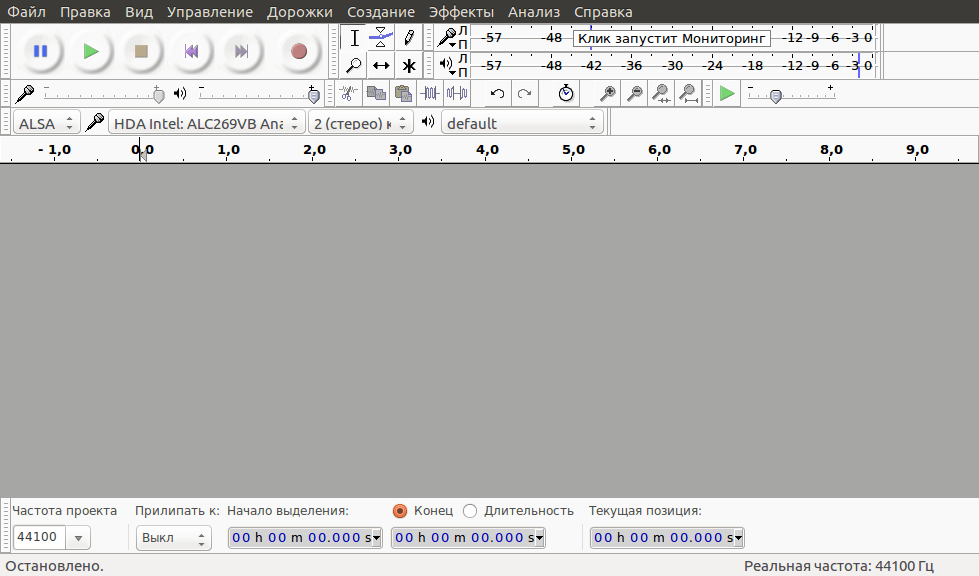 Файл Правка Вид Управление Дорожки Создание Эффекты Анализ Справка
Л П -57 -48 Клик запустит Мониторинг -12 -9 -6 -3 0
Л П -57 -48 -42 -36 -30 -24 -18 -12 -9 -6 -3 0
- + - + - +
ALSA HDA Intel: ALC269VB Ana 2 (стерео) к default
- 1,0 0,0 1,0 2,0 3,0 4,0 5,0 6,0 7,0 8,0 9,0
Частота проекта Прилипать к: Начало выделения: Конец Длительность Текущая позиция:
44100 Выкл 00 h 00 m 00.000 s 00 h 00 m 00.000 s 00 h 00 m 00.000 s
Остановлено. Реальная частота: 44100 Гц